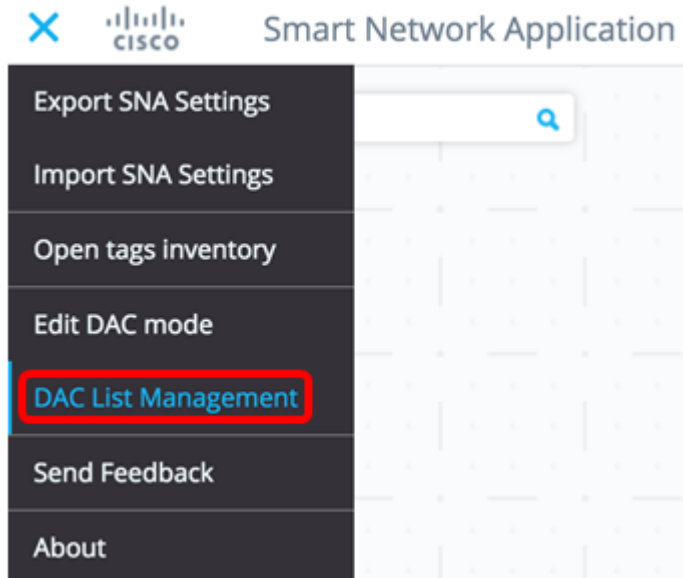 CISCO
Smart Network Application
Export SNA Settings
Import SNA Settings
Open tags inventory
Edit DAC mode
DAC List Management
Send Feedback
About